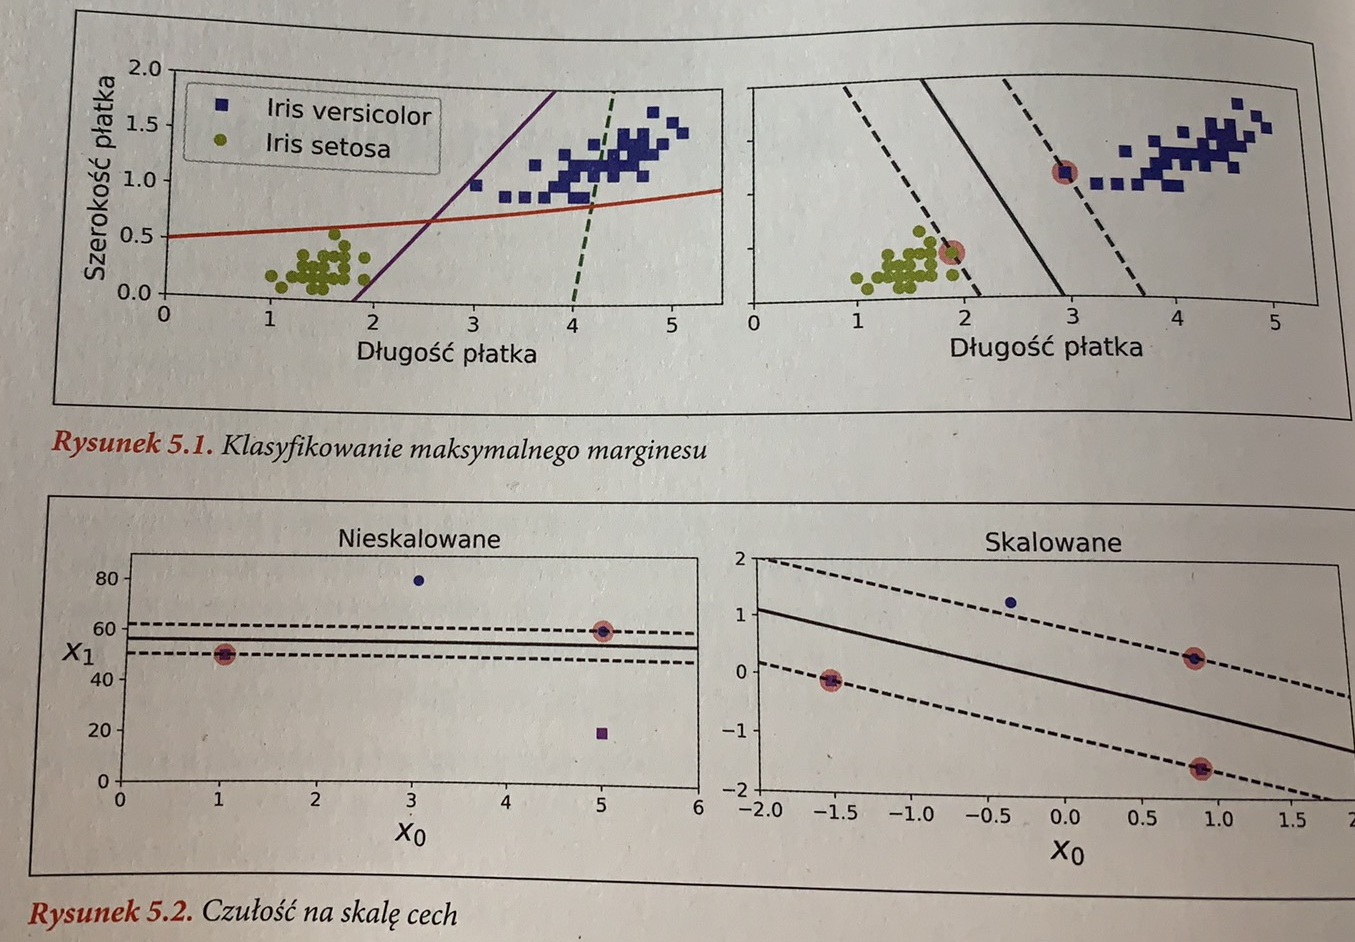 2.0
1.5
1.0
0.5
0.0
Szerokość płatka
Iris versicolor
Iris setosa
0 1 2 3 4 5
Długość płatka
0 1 2 3 4 5
Długość płatka
Rysunek 5.1. Klasyfikowanie maksymalnego marginesu
Nieskalowane
80
60
40
20
0
x₁
0 1 2 3 4 5 6
x₀
Skalowane
2
1
0
−1
−2
−2.0 −1.5 −1.0 −0.5 0.0 0.5 1.0 1.5
x₀
Rysunek 5.2. Czułość na skalę cech